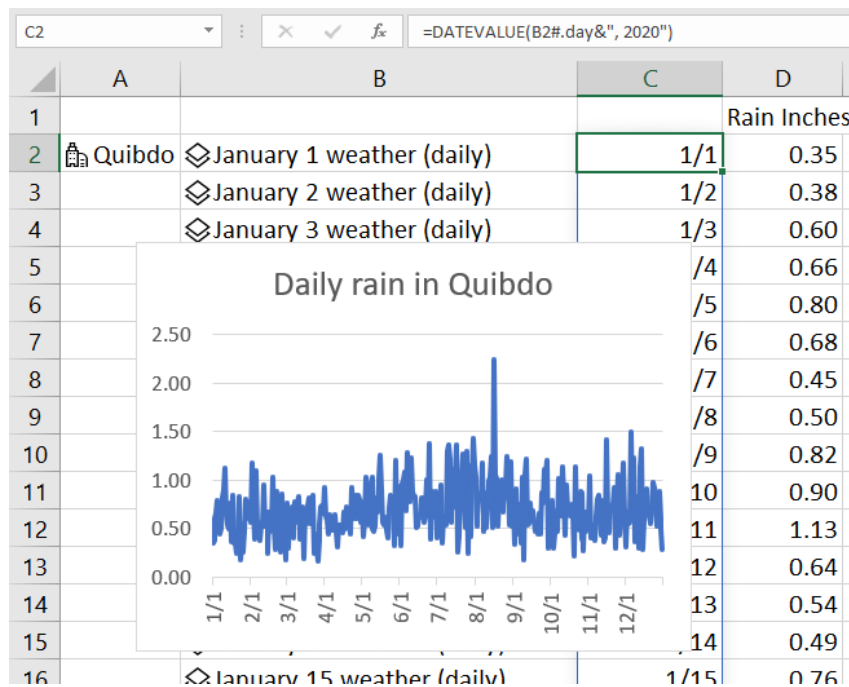 C2 fx =DATEVALUE(B2#.day&", 2020")
A B C D
1 Rain Inches
2 Quibdo January 1 weather (daily) 1/1 0.35
3 January 2 weather (daily) 1/2 0.38
4 January 3 weather (daily) 1/3 0.60
5 /4 0.66
6 /5 0.80
7 /6 0.68
8 /7 0.45
9 /8 0.50
10 /9 0.82
11 10 0.90
12 11 1.13
13 12 0.64
14 13 0.54
15 14 0.49
16 January 15 weather (daily) 1/15 0.76
Daily rain in Quibdo
2.50
2.00
1.50
1.00
0.50
0.00
1/1 2/1 3/1 4/1 5/1 6/1 7/1 8/1 9/1 10/1 11/1 12/1